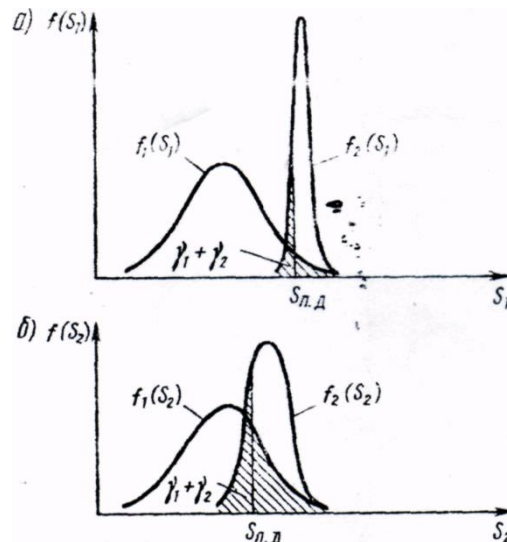 а) f(S₁)
f₁(S₁)
f₂(S₁)
γ₁+γ₂
Sп.д
S₁
б) f(S₂)
f₁(S₂)
f₂(S₂)
γ₁+γ₂
Sп.д
S₂